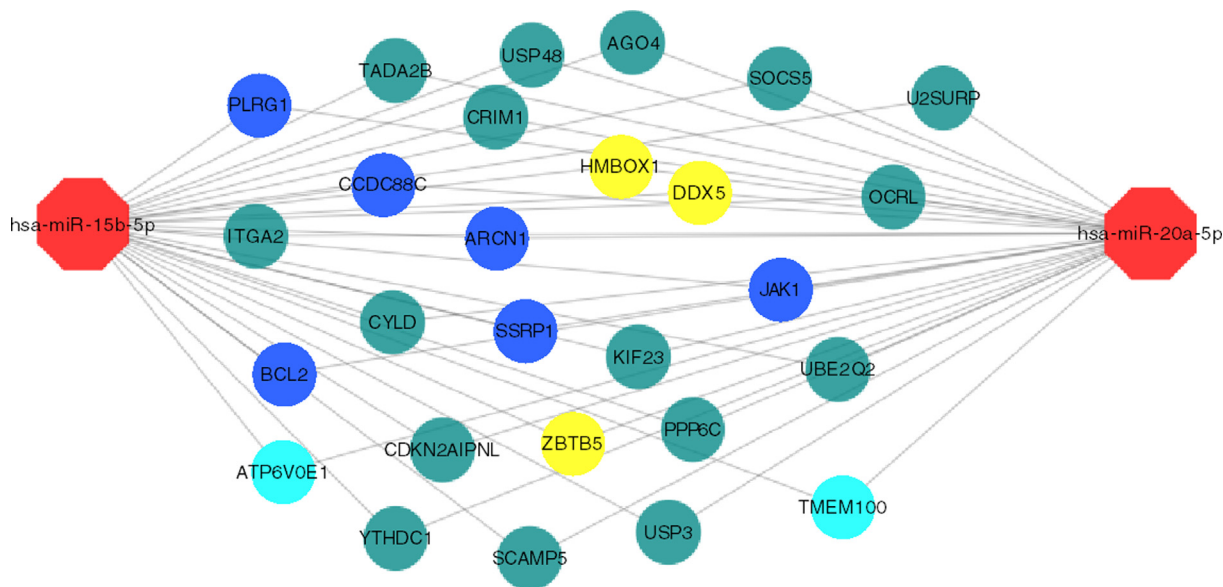 AGO4
USP48
TADA2B
SOCS5
U2SURP
PLRG1
CRIM1
HMBOX1
CCDC88C
DDX5
OCRL
hsa-miR-15b-5p
hsa-miR-20a-5p
ITGA2
ARCN1
JAK1
CYLD
SSRP1
KIF23
UBE2Q2
BCL2
PPP6C
ZBTB5
CDKN2AIPNL
ATP6V0E1
TMEM100
USP3
YTHDC1
SCAMP5